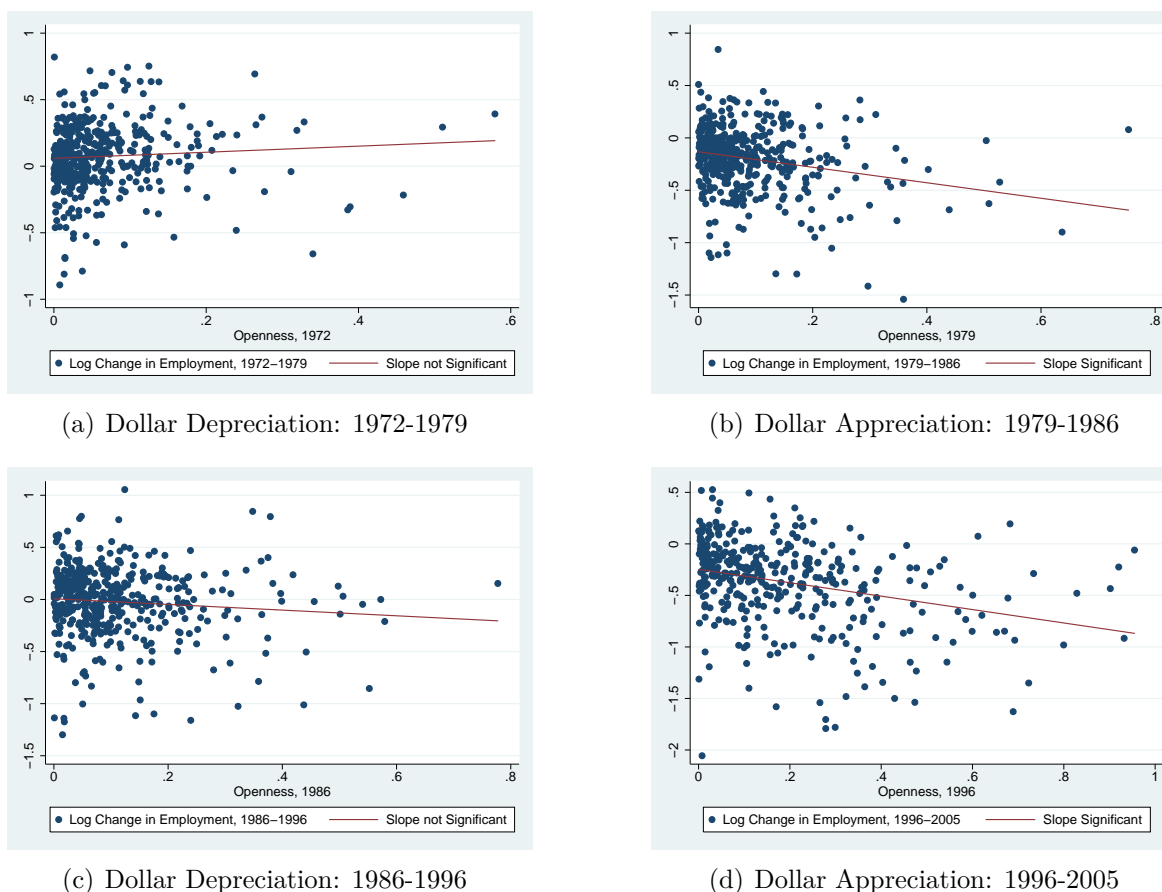 1
.5
0
−.5
−1
0 .2 .4 .6
Openness, 1972
Log Change in Employment, 1972−1979 Slope not Significant
(a) Dollar Depreciation: 1972-1979
1
.5
0
−.5
−1
−1.5
0 .2 .4 .6 .8
Openness, 1979
Log Change in Employment, 1979−1986 Slope Significant
(b) Dollar Appreciation: 1979-1986
1
.5
0
−.5
−1
−1.5
0 .2 .4 .6 .8
Openness, 1986
Log Change in Employment, 1986−1996 Slope not Significant
(c) Dollar Depreciation: 1986-1996
.5
0
−.5
−1
−1.5
−2
0 .2 .4 .6 .8 1
Openness, 1996
Log Change in Employment, 1996−2005 Slope Significant
(d) Dollar Appreciation: 1996-2005